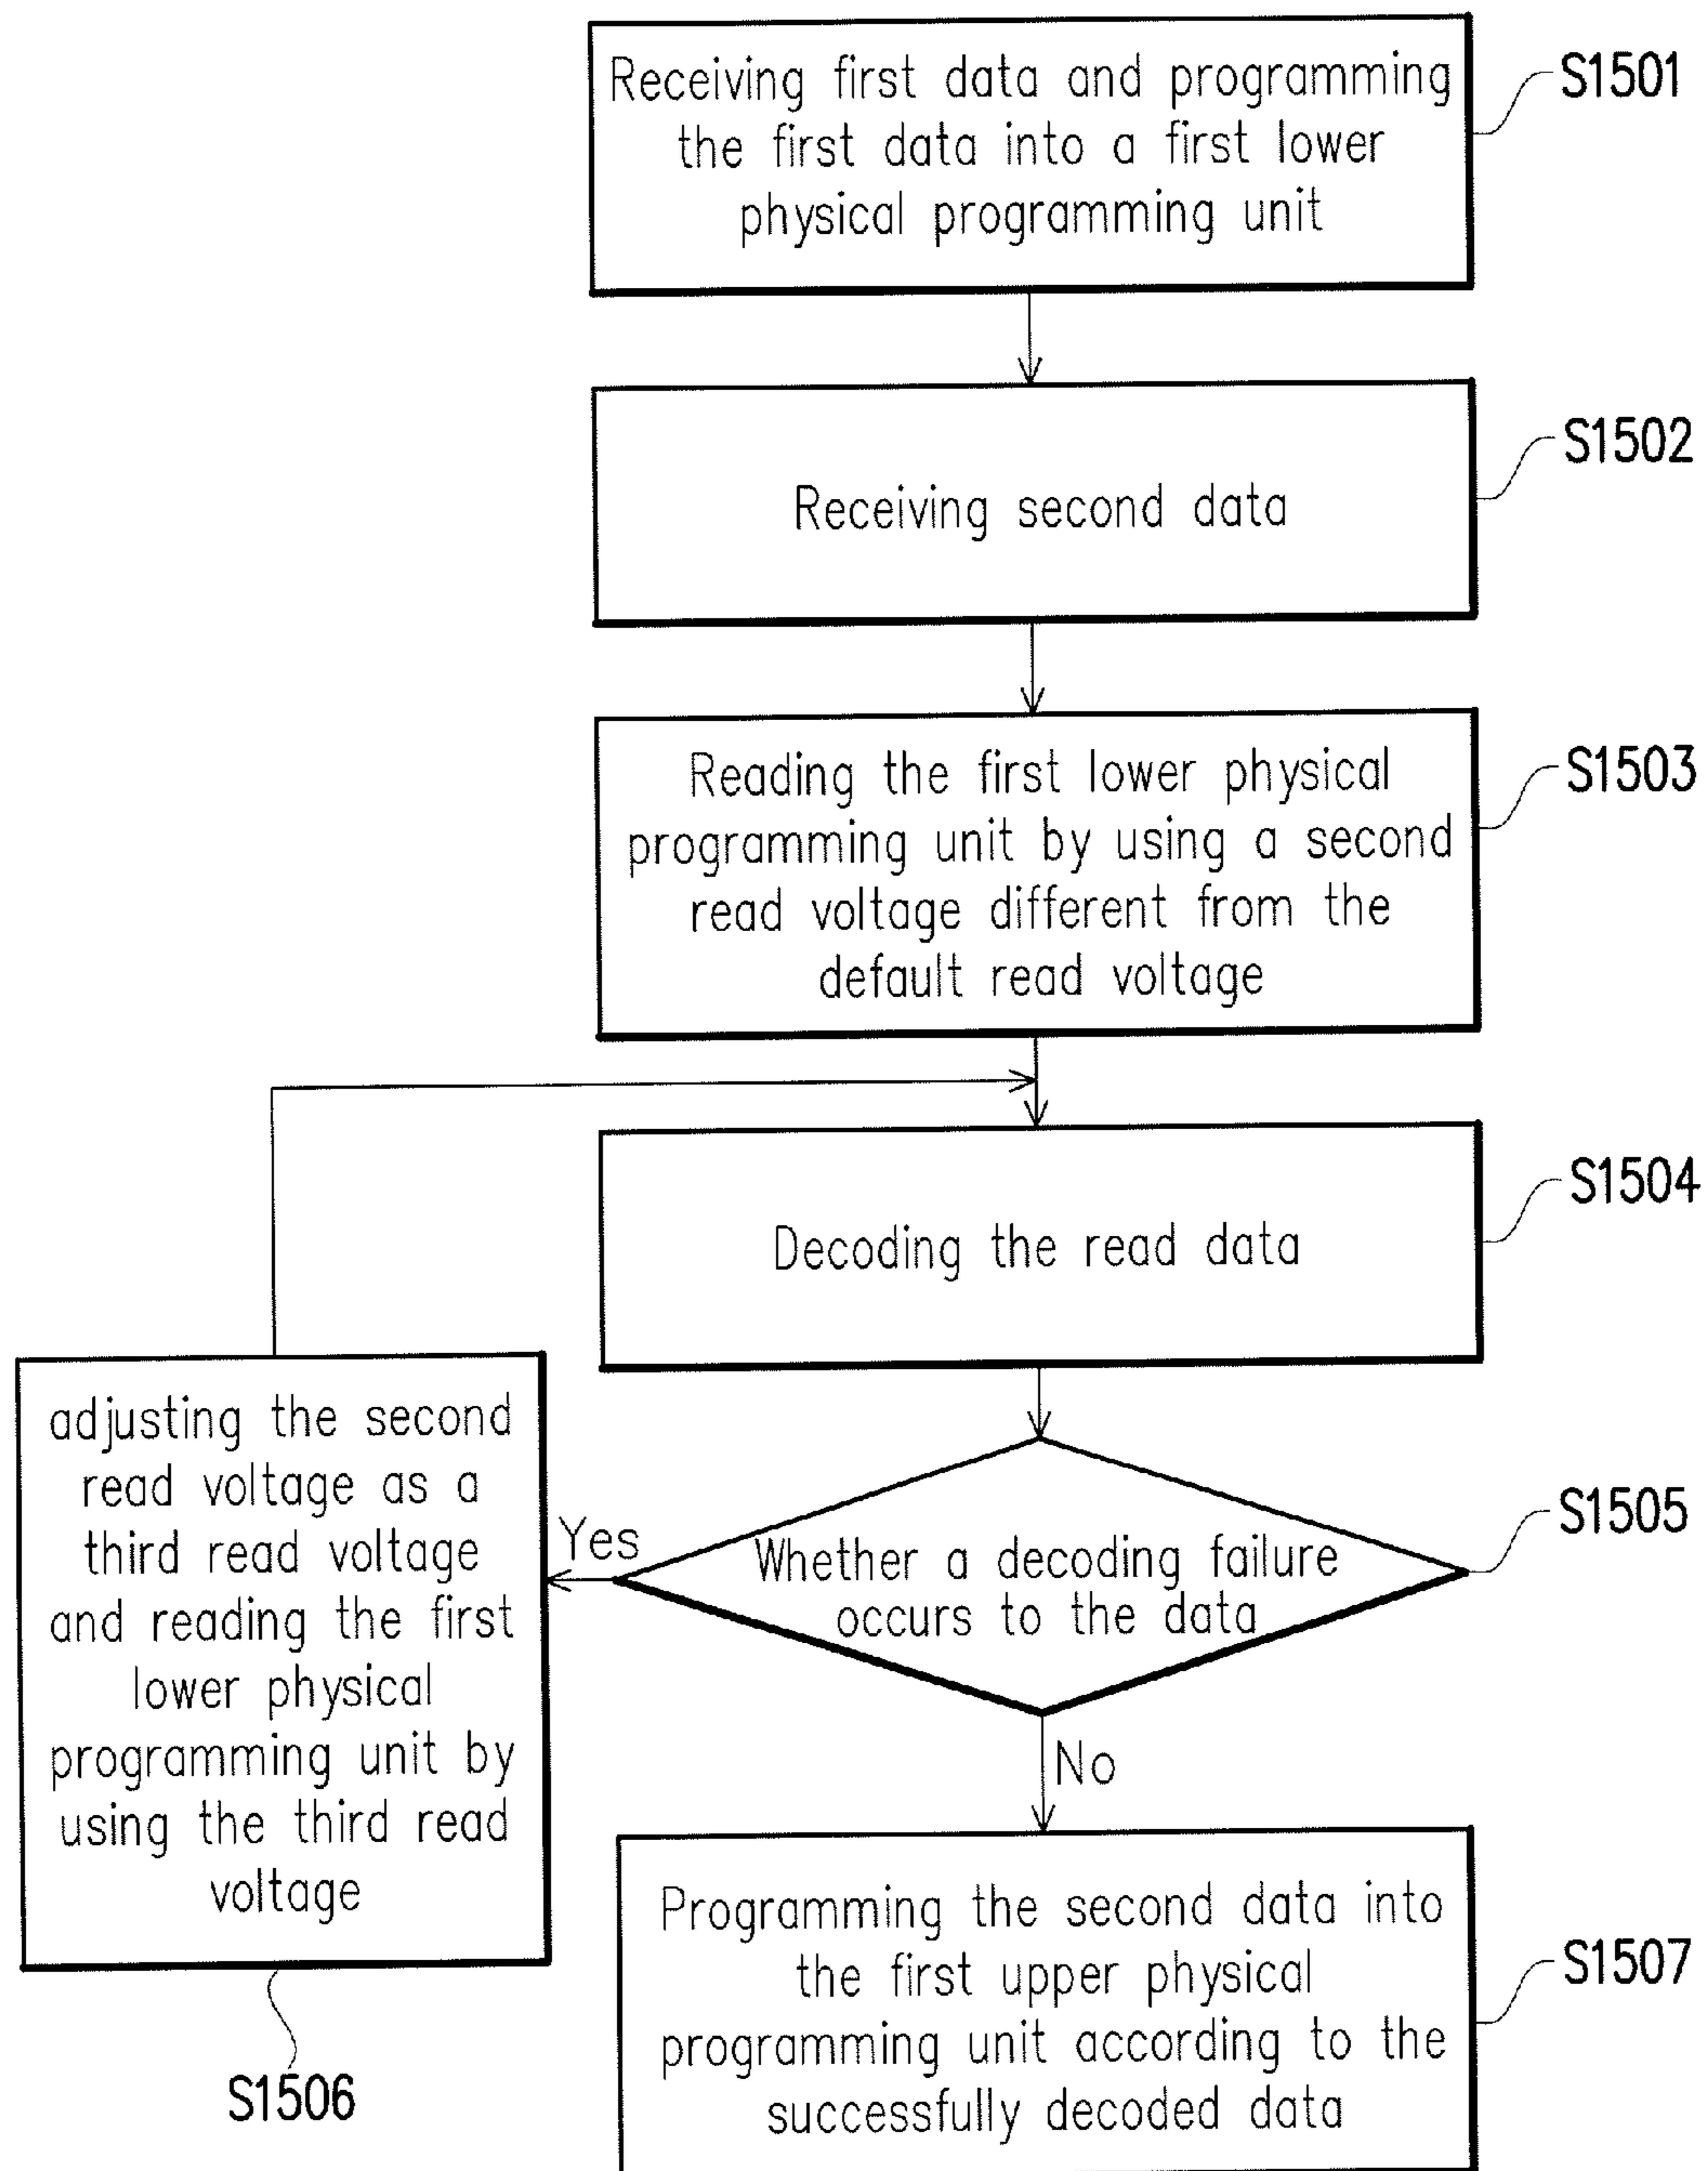 Receiving first data and programming
the first data into a first lower
physical programming unit
S1501
Receiving second data
S1502
Reading the first lower physical
programming unit by using a second
read voltage different from the
default read voltage
S1503
Decoding the read data
S1504
Whether a decoding failure
occurs to the data
S1505
Yes
adjusting the second
read voltage as a
third read voltage
and reading the first
lower physical
programming unit by
using the third read
voltage
S1506
No
Programming the second data into
the first upper physical
programming unit according to the
successfully decoded data
S1507